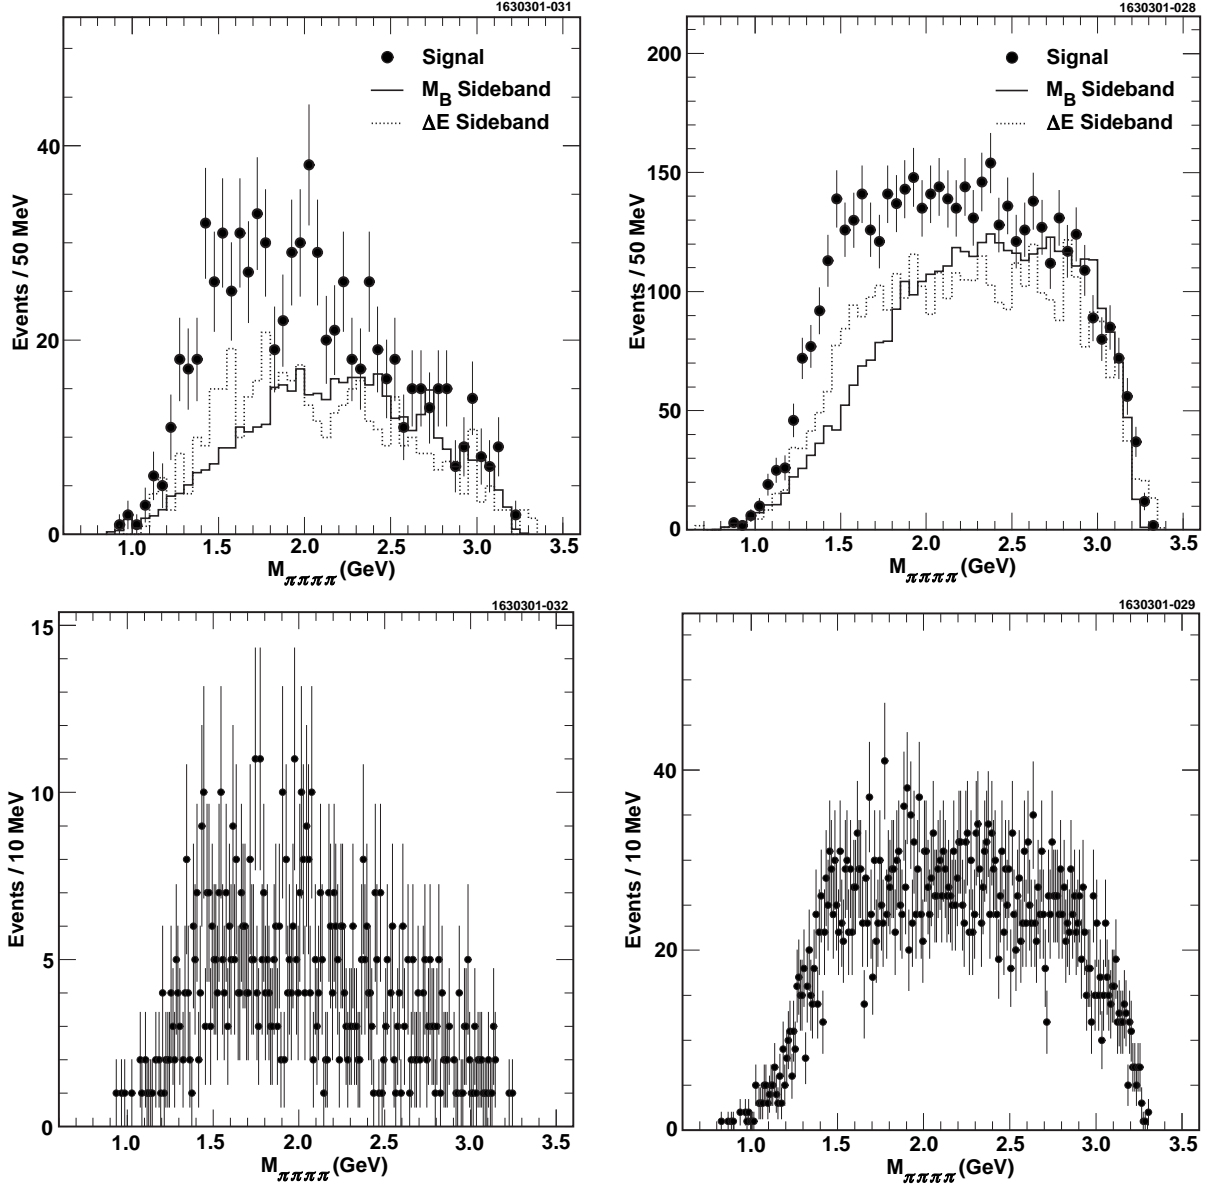 1630301-031
Signal
M_B Sideband
ΔE Sideband
40
20
0
1.0 1.5 2.0 2.5 3.0 3.5
Events / 50 MeV
Mππππ (GeV)
1630301-028
Signal
M_B Sideband
ΔE Sideband
200
150
100
50
0
1.0 1.5 2.0 2.5 3.0 3.5
Events / 50 MeV
Mππππ (GeV)
1630301-032
15
10
5
0
1.0 1.5 2.0 2.5 3.0 3.5
Events / 10 MeV
Mππππ (GeV)
1630301-029
40
20
0
1.0 1.5 2.0 2.5 3.0 3.5
Events / 10 MeV
Mππππ (GeV)